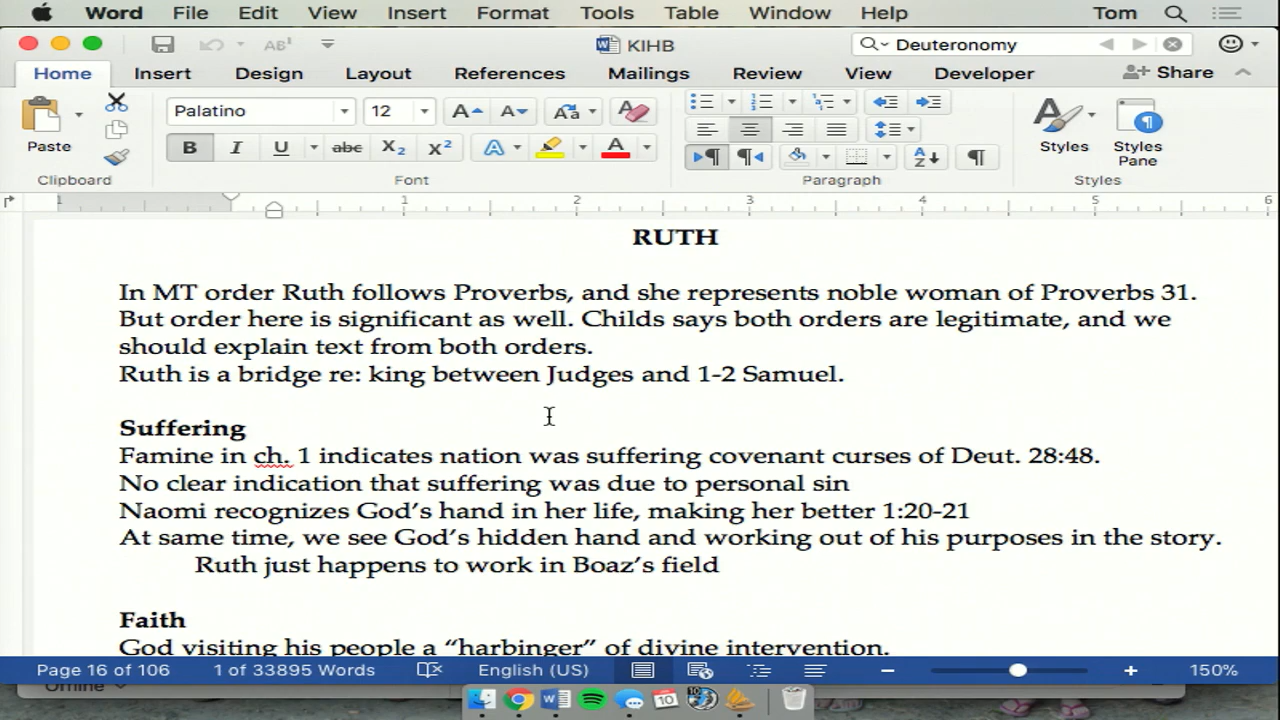 Word File Edit View Insert Format Tools Table Window Help Tom
KIHB
Deuteronomy
Home Insert Design Layout References Mailings Review View Developer Share
Palatino 12
Paste
Styles
Styles Pane
Clipboard Font Paragraph Styles
1 1 2 3 4 5 6
RUTH
In MT order Ruth follows Proverbs, and she represents noble woman of Proverbs 31.
But order here is significant as well. Childs says both orders are legitimate, and we
should explain text from both orders.
Ruth is a bridge re: king between Judges and 1-2 Samuel.
Suffering
Famine in ch. 1 indicates nation was suffering covenant curses of Deut. 28:48.
No clear indication that suffering was due to personal sin
Naomi recognizes God’s hand in her life, making her better 1:20-21
At same time, we see God’s hidden hand and working out of his purposes in the story.
Ruth just happens to work in Boaz’s field
Faith
God visiting his people a “harbinger” of divine intervention.
Page 16 of 106 1 of 33895 Words English (US) 150%
Offline